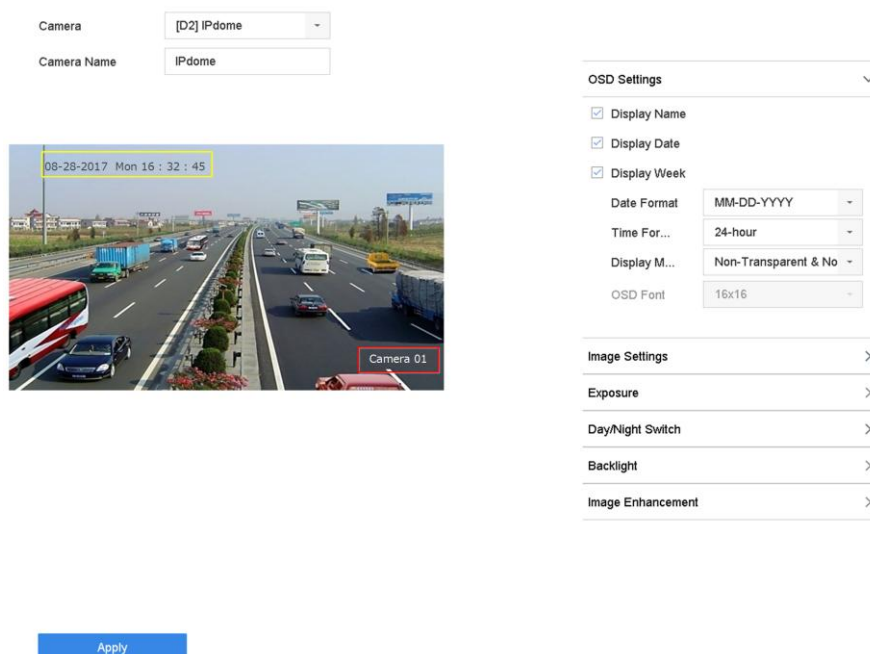 Camera [D2] IPdome
Camera Name IPdome
08-28-2017 Mon 16 : 32 : 45
Camera 01
OSD Settings
Display Name
Display Date
Display Week
Date Format MM-DD-YYYY
Time For... 24-hour
Display M... Non-Transparent & No
OSD Font 16x16
Image Settings
Exposure
Day/Night Switch
Backlight
Image Enhancement
Apply